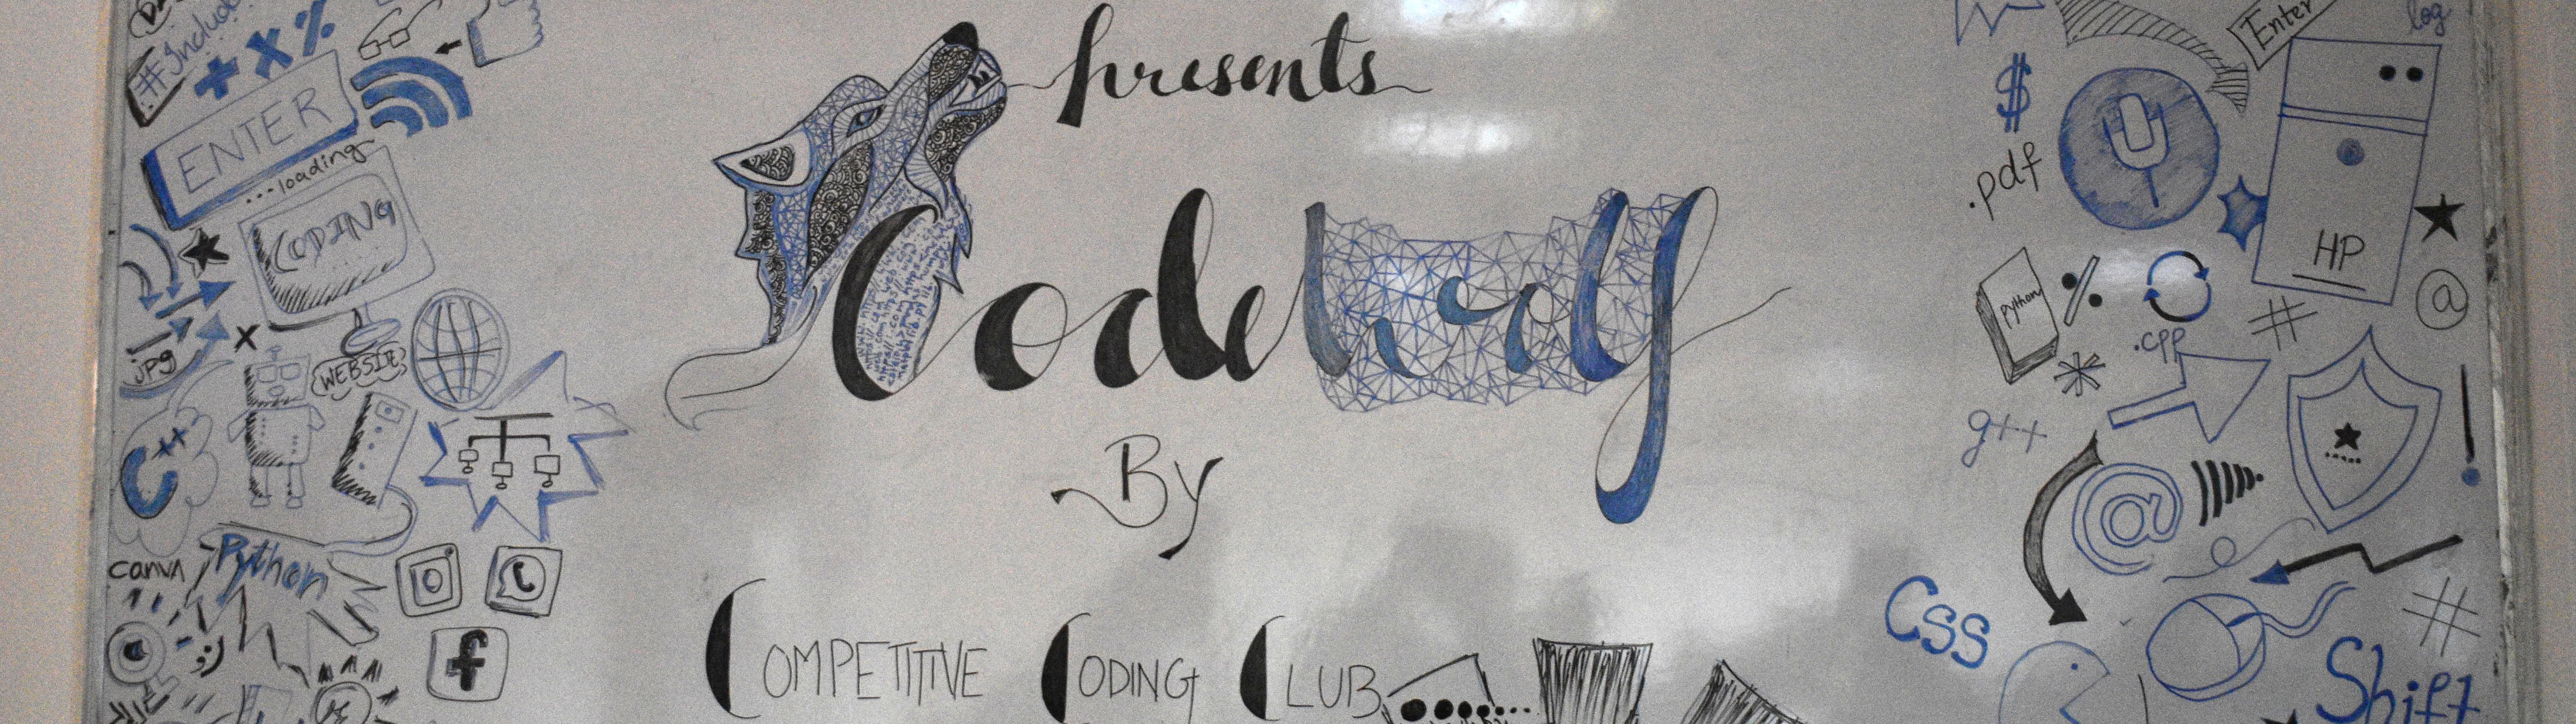 #Include
+ x %
ENTER
...loading
CODING
.jpg
x
WEBSITE
C++
canva
Python
f
presents
Codewolf
By
COMPETITIVE CODING CLUB
Enter
log
$
.pdf
HP
Python
%
@
#
.cpp
*
g++
!
@
#
CSS
Shift